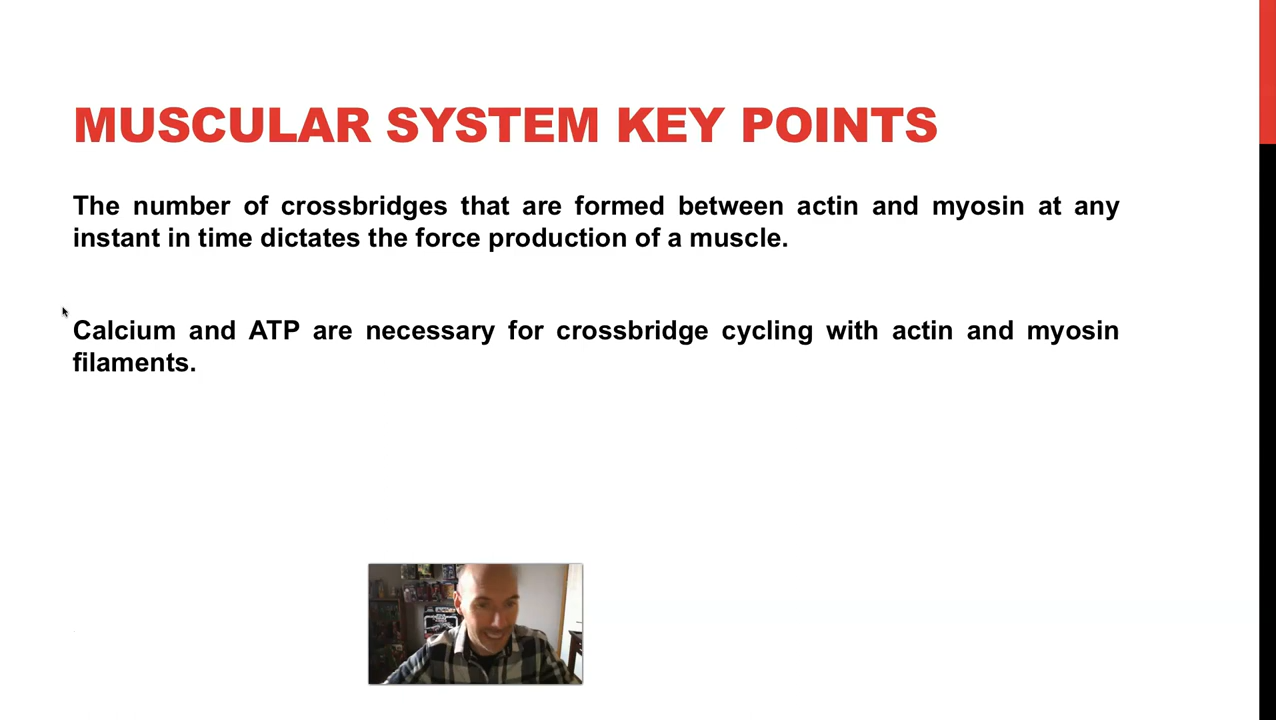 MUSCULAR SYSTEM KEY POINTS
The number of crossbridges that are formed between actin and myosin at any
instant in time dictates the force production of a muscle.
Calcium and ATP are necessary for crossbridge cycling with actin and myosin
filaments.